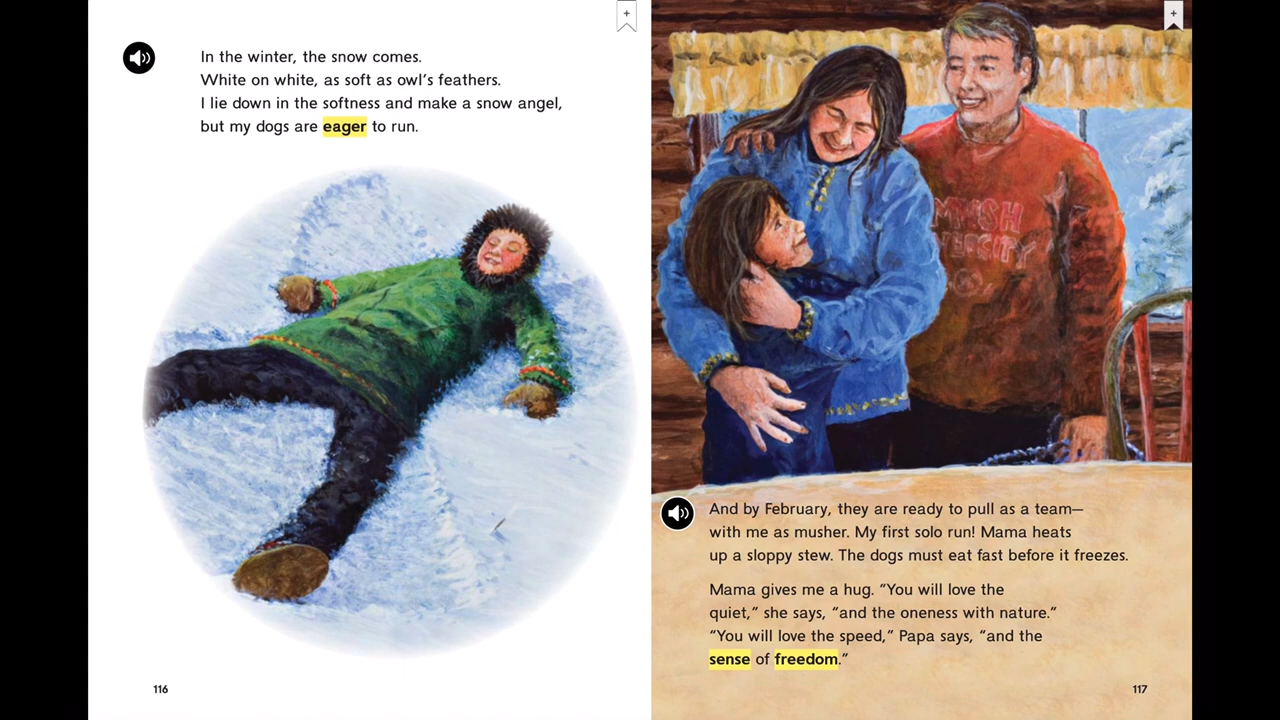 In the winter, the snow comes.
White on white, as soft as owl's feathers.
I lie down in the softness and make a snow angel,
but my dogs are eager to run.
116
And by February, they are ready to pull as a team—
with me as musher. My first solo run! Mama heats
up a sloppy stew. The dogs must eat fast before it freezes.
Mama gives me a hug. “You will love the
quiet,” she says, “and the oneness with nature.”
“You will love the speed,” Papa says, “and the
sense of freedom.”
117